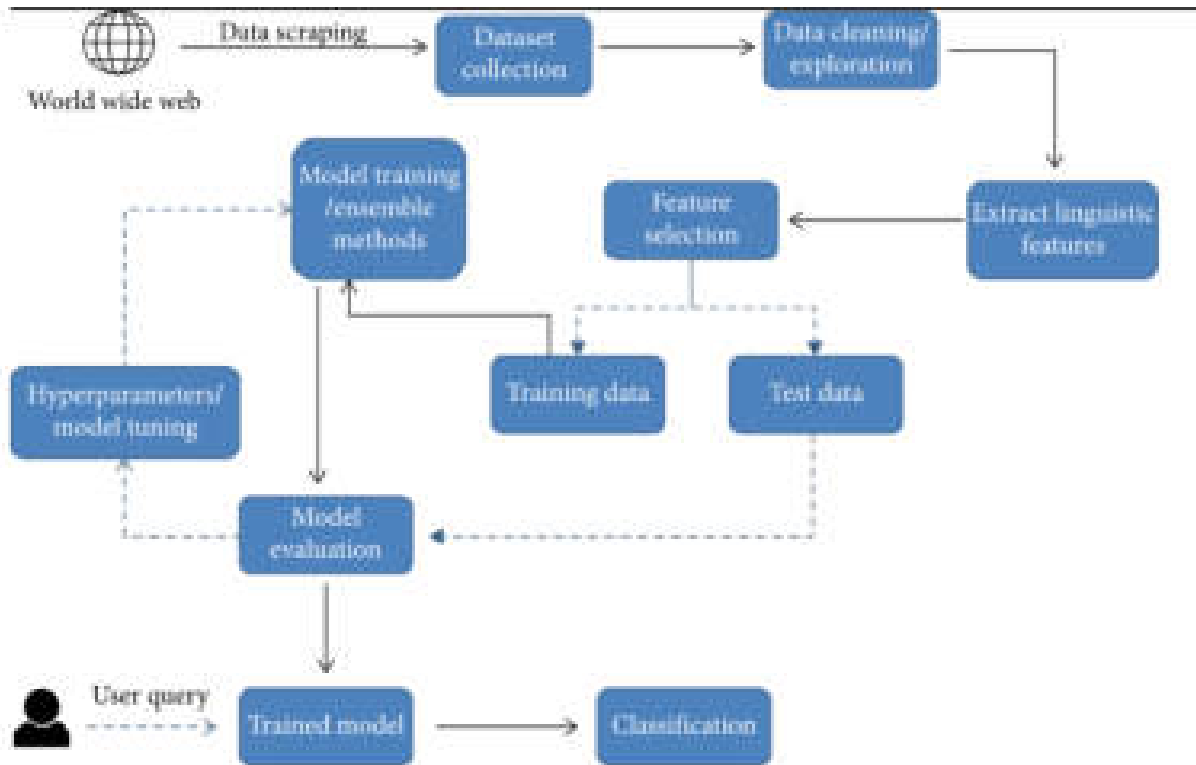 Data scraping
World wide web
Dataset
collection
Data cleaning/
exploration
Model training
/ensemble
methods
Feature
selection
Extract linguistic
features
Hyperparameters/
model tuning
Training data
Test data
Model
evaluation
User query
Trained model
Classification